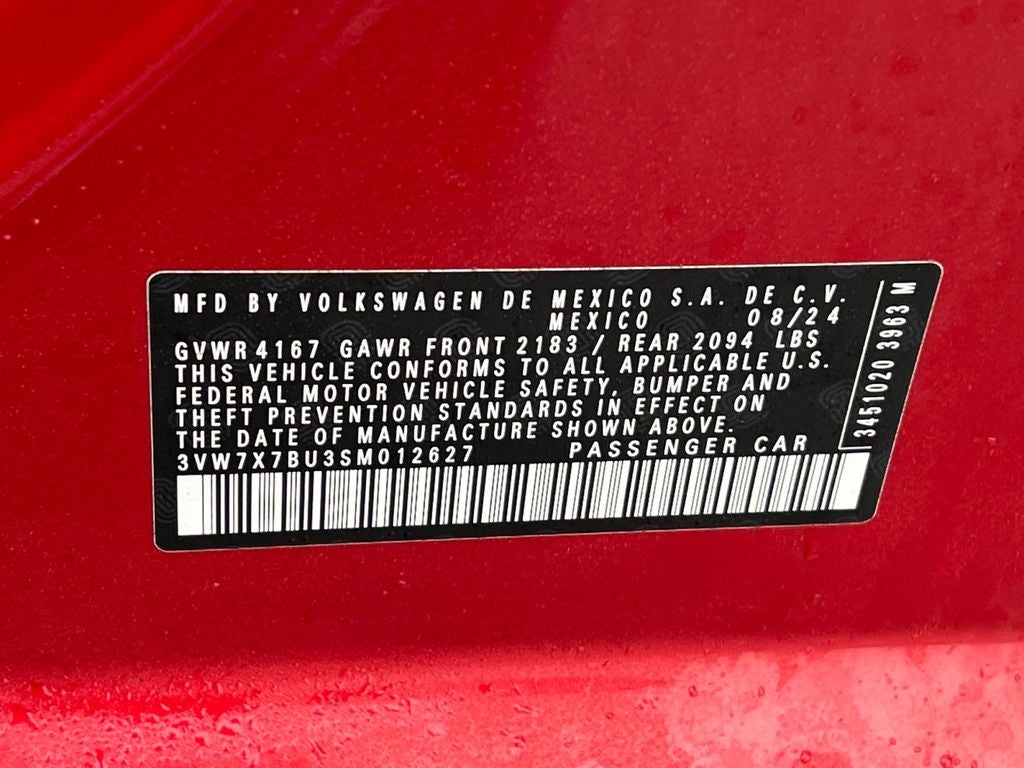 MFD BY VOLKSWAGEN DE MEXICO S.A. DE C.V.
MEXICO 08/24
GVWR 4167 GAWR FRONT 2183 / REAR 2094 LBS
THIS VEHICLE CONFORMS TO ALL APPLICABLE U.S.
FEDERAL MOTOR VEHICLE SAFETY, BUMPER AND
THEFT PREVENTION STANDARDS IN EFFECT ON
THE DATE OF MANUFACTURE SHOWN ABOVE.
3VW7X7BU3SM012627 PASSENGER CAR
3451020 3963 M